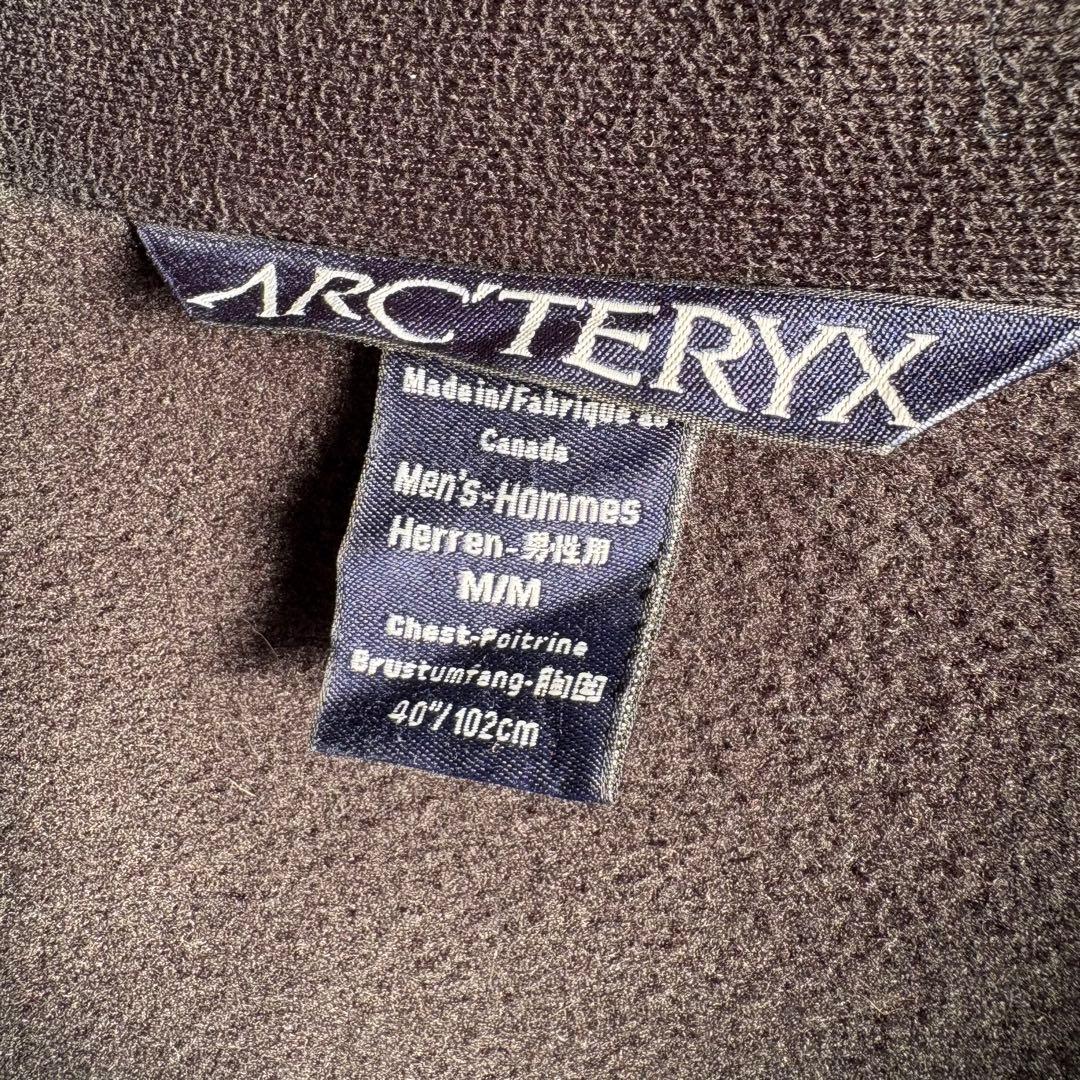 ARC'TERYX
Made in/Fabriqué au
Canada
Men's-Hommes
Herren-男性用
M/M
Chest-Poitrine
Brustumfang-胸囲
40"/102cm